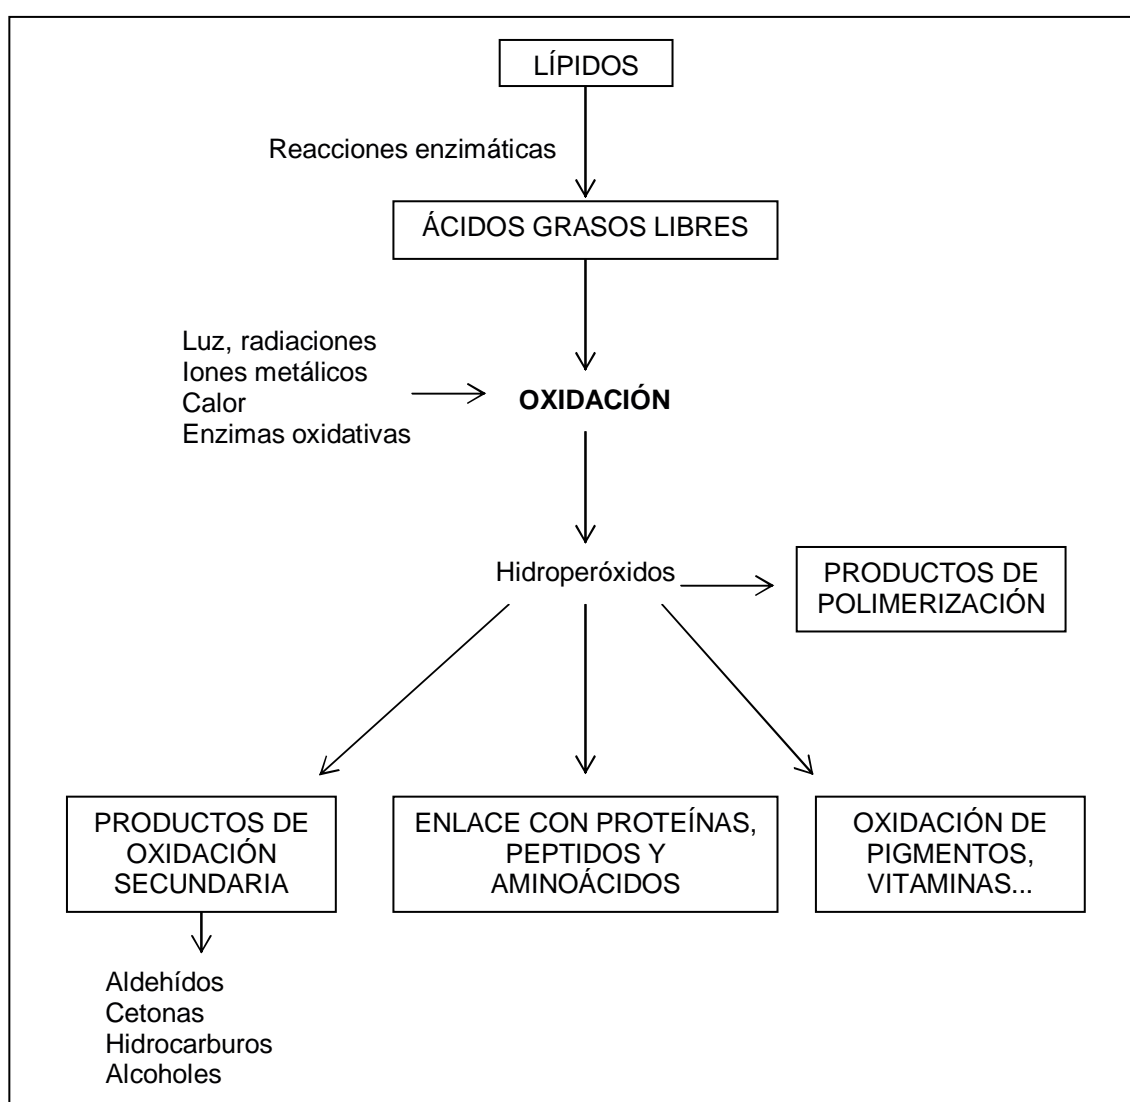 LÍPIDOS
Reacciones enzimáticas
ÁCIDOS GRASOS LIBRES
Luz, radiaciones
Iones metálicos
Calor
Enzimas oxidativas
OXIDACIÓN
Hidroperóxidos
PRODUCTOS DE
POLIMERIZACIÓN
PRODUCTOS DE
OXIDACIÓN
SECUNDARIA
ENLACE CON PROTEÍNAS,
PEPTIDOS Y
AMINOÁCIDOS
OXIDACIÓN DE
PIGMENTOS,
VITAMINAS...
Aldehídos
Cetonas
Hidrocarburos
Alcoholes